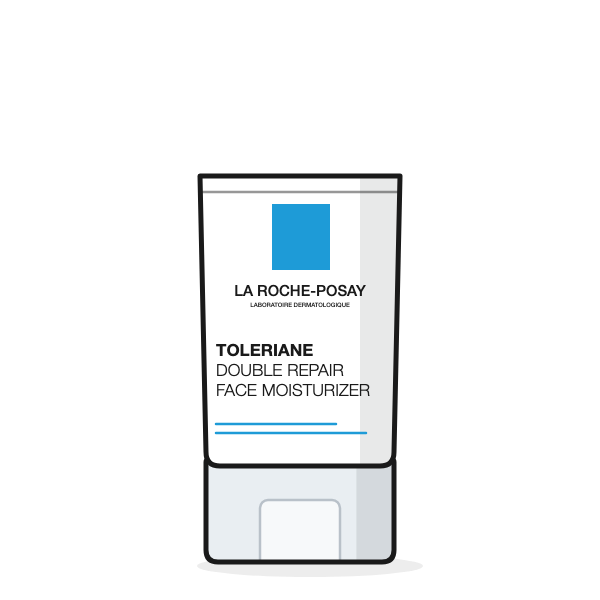 LA ROCHE-POSAY
LABORATOIRE DERMATOLOGIQUE
TOLERIANE
DOUBLE REPAIR
FACE MOISTURIZER